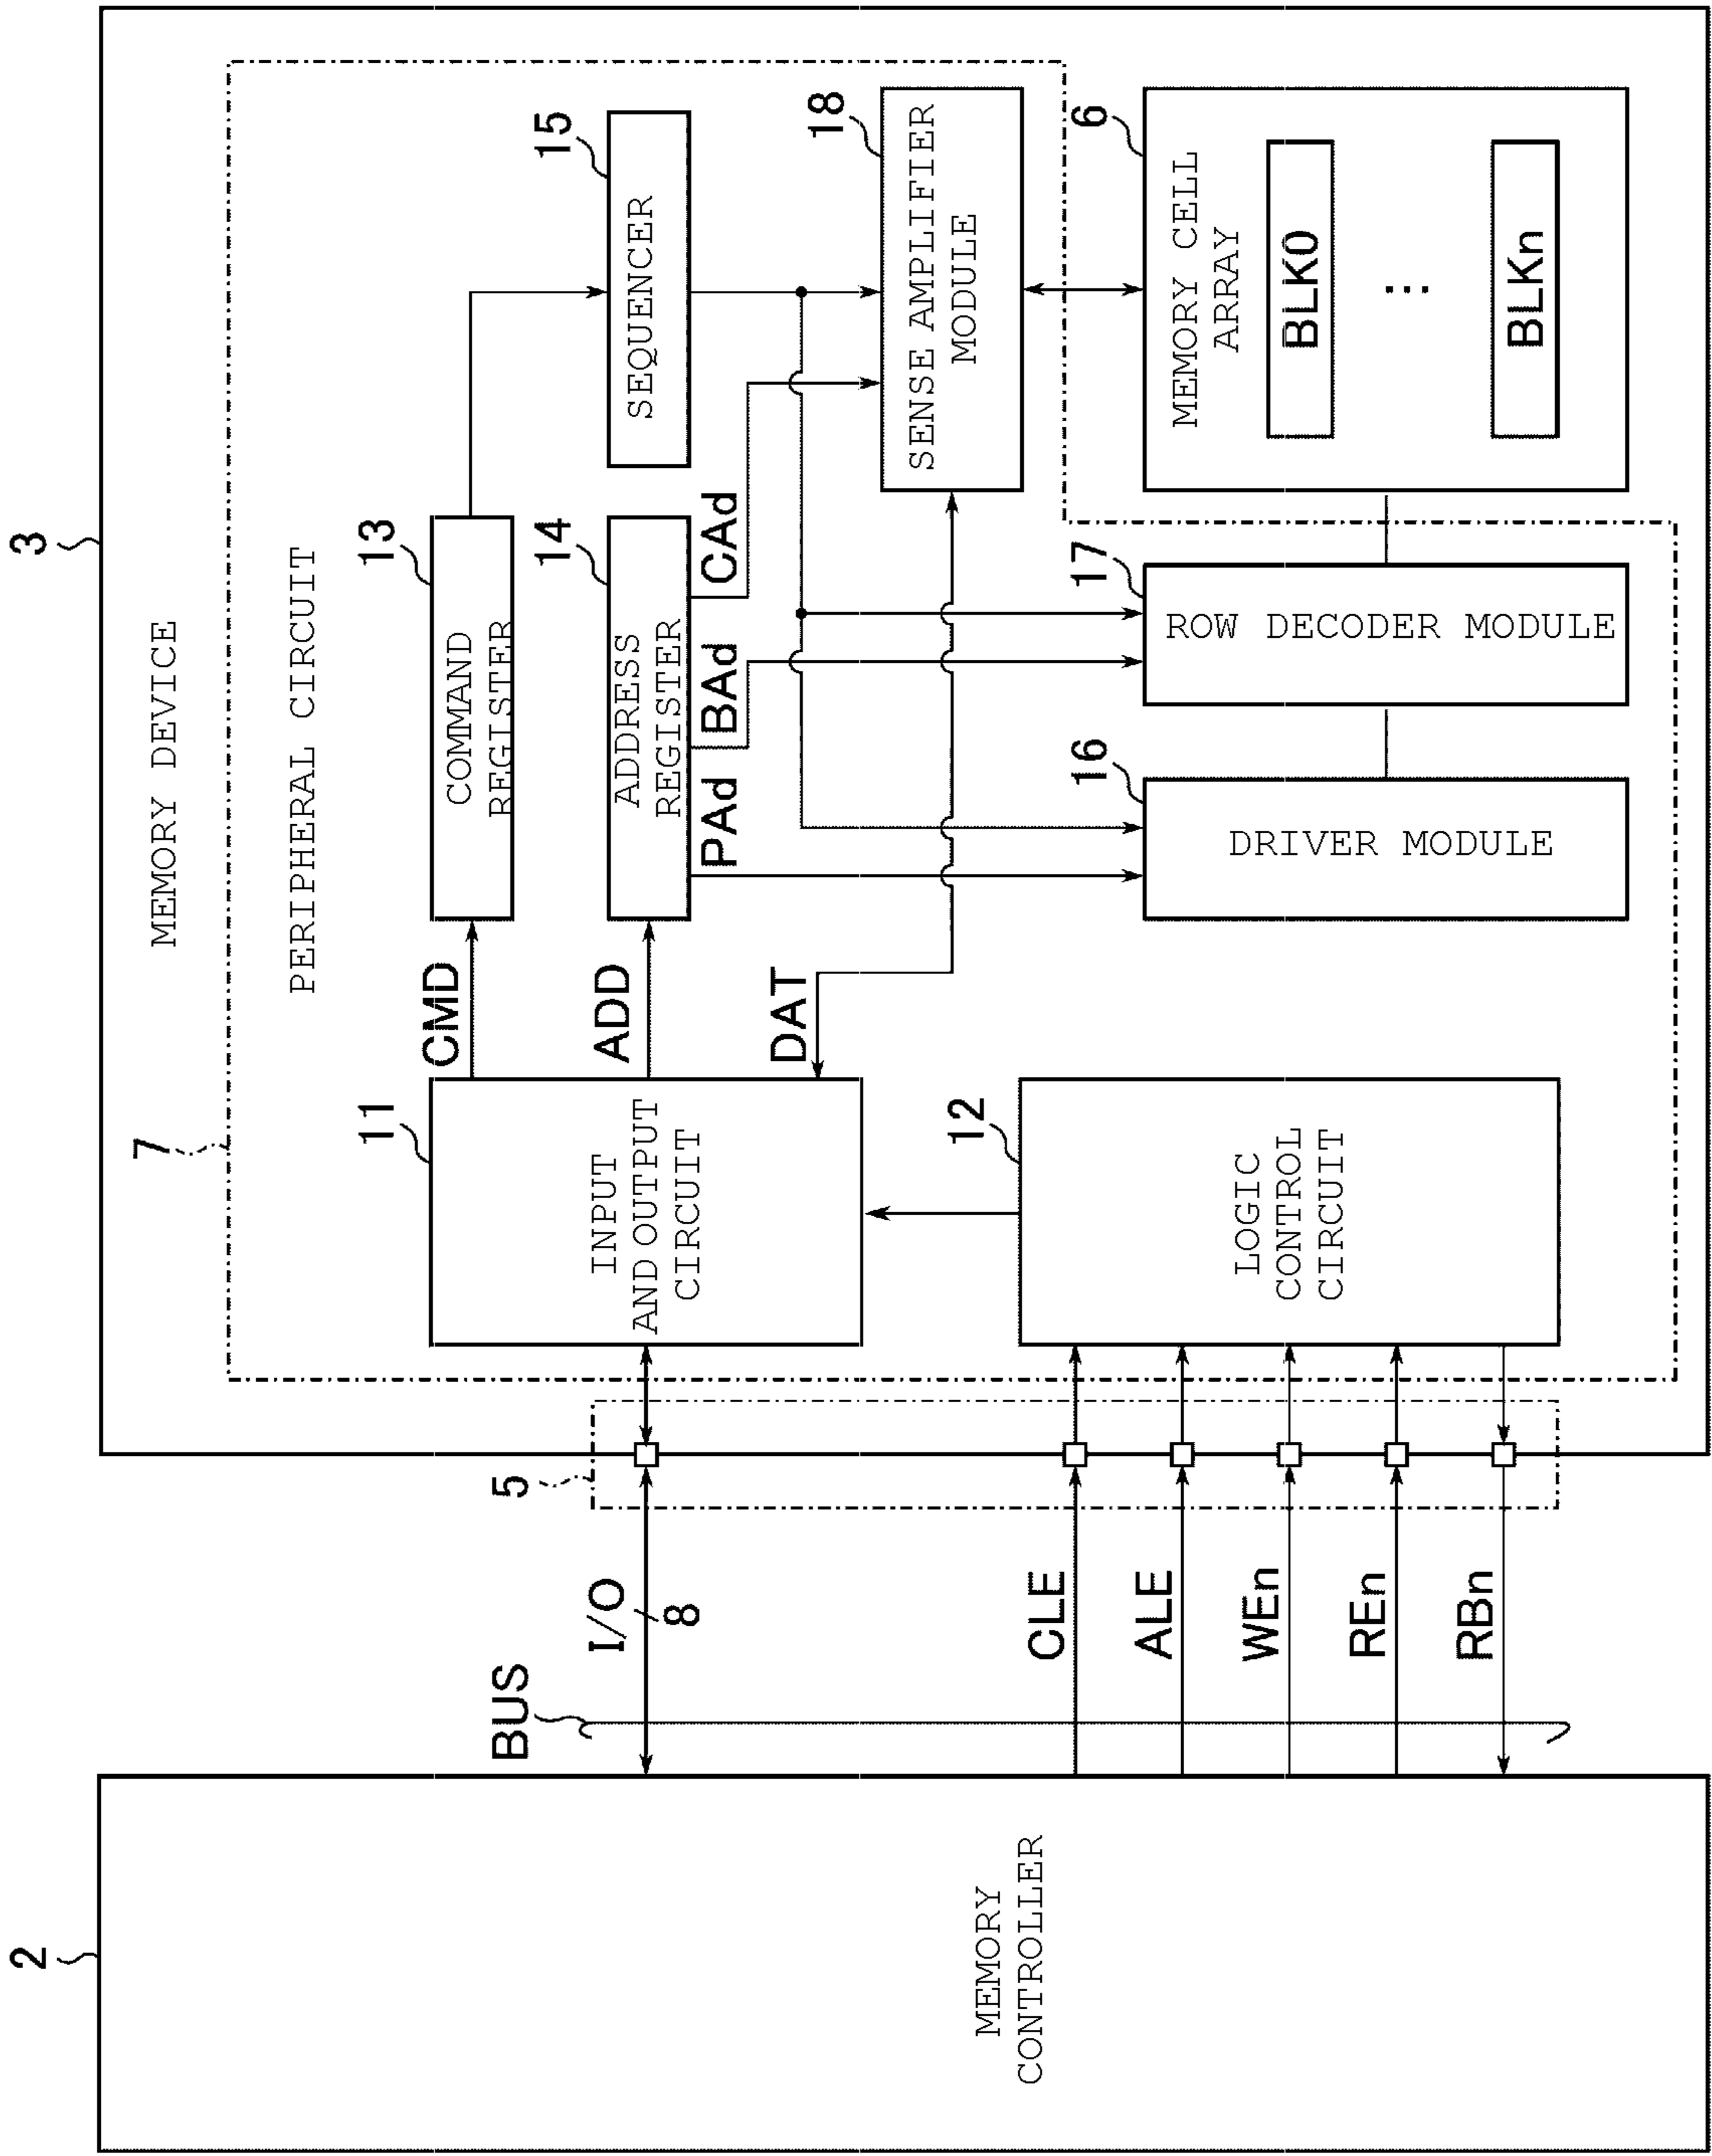 2
MEMORY
CONTROLLER
BUS
I/O
8
CLE
ALE
WEn
REn
RBn
5
3
MEMORY DEVICE
7
PERIPHERAL CIRCUIT
11
INPUT
AND OUTPUT
CIRCUIT
12
LOGIC
CONTROL
CIRCUIT
CMD
ADD
DAT
13
COMMAND
REGISTER
14
ADDRESS
REGISTER
PAd
BAd
CAd
15
SEQUENCER
16
DRIVER MODULE
17
ROW DECODER MODULE
18
SENSE AMPLIFIER
MODULE
6
MEMORY CELL
ARRAY
BLK0
...
BLKn